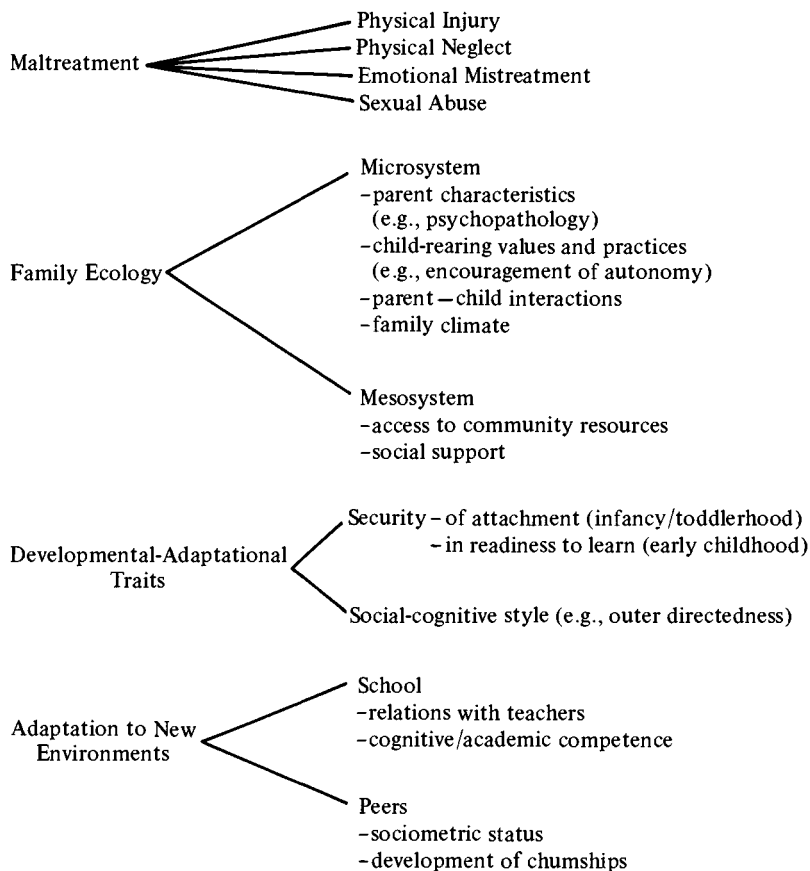 Maltreatment
Physical Injury
Physical Neglect
Emotional Mistreatment
Sexual Abuse
Family Ecology
Microsystem
-parent characteristics
(e.g., psychopathology)
-child-rearing values and practices
(e.g., encouragement of autonomy)
-parent–child interactions
-family climate
Mesosystem
-access to community resources
-social support
Developmental-Adaptational
Traits
Security – of attachment (infancy/toddlerhood)
– in readiness to learn (early childhood)
Social-cognitive style (e.g., outer directedness)
Adaptation to New
Environments
School
-relations with teachers
-cognitive/academic competence
Peers
-sociometric status
-development of chumships